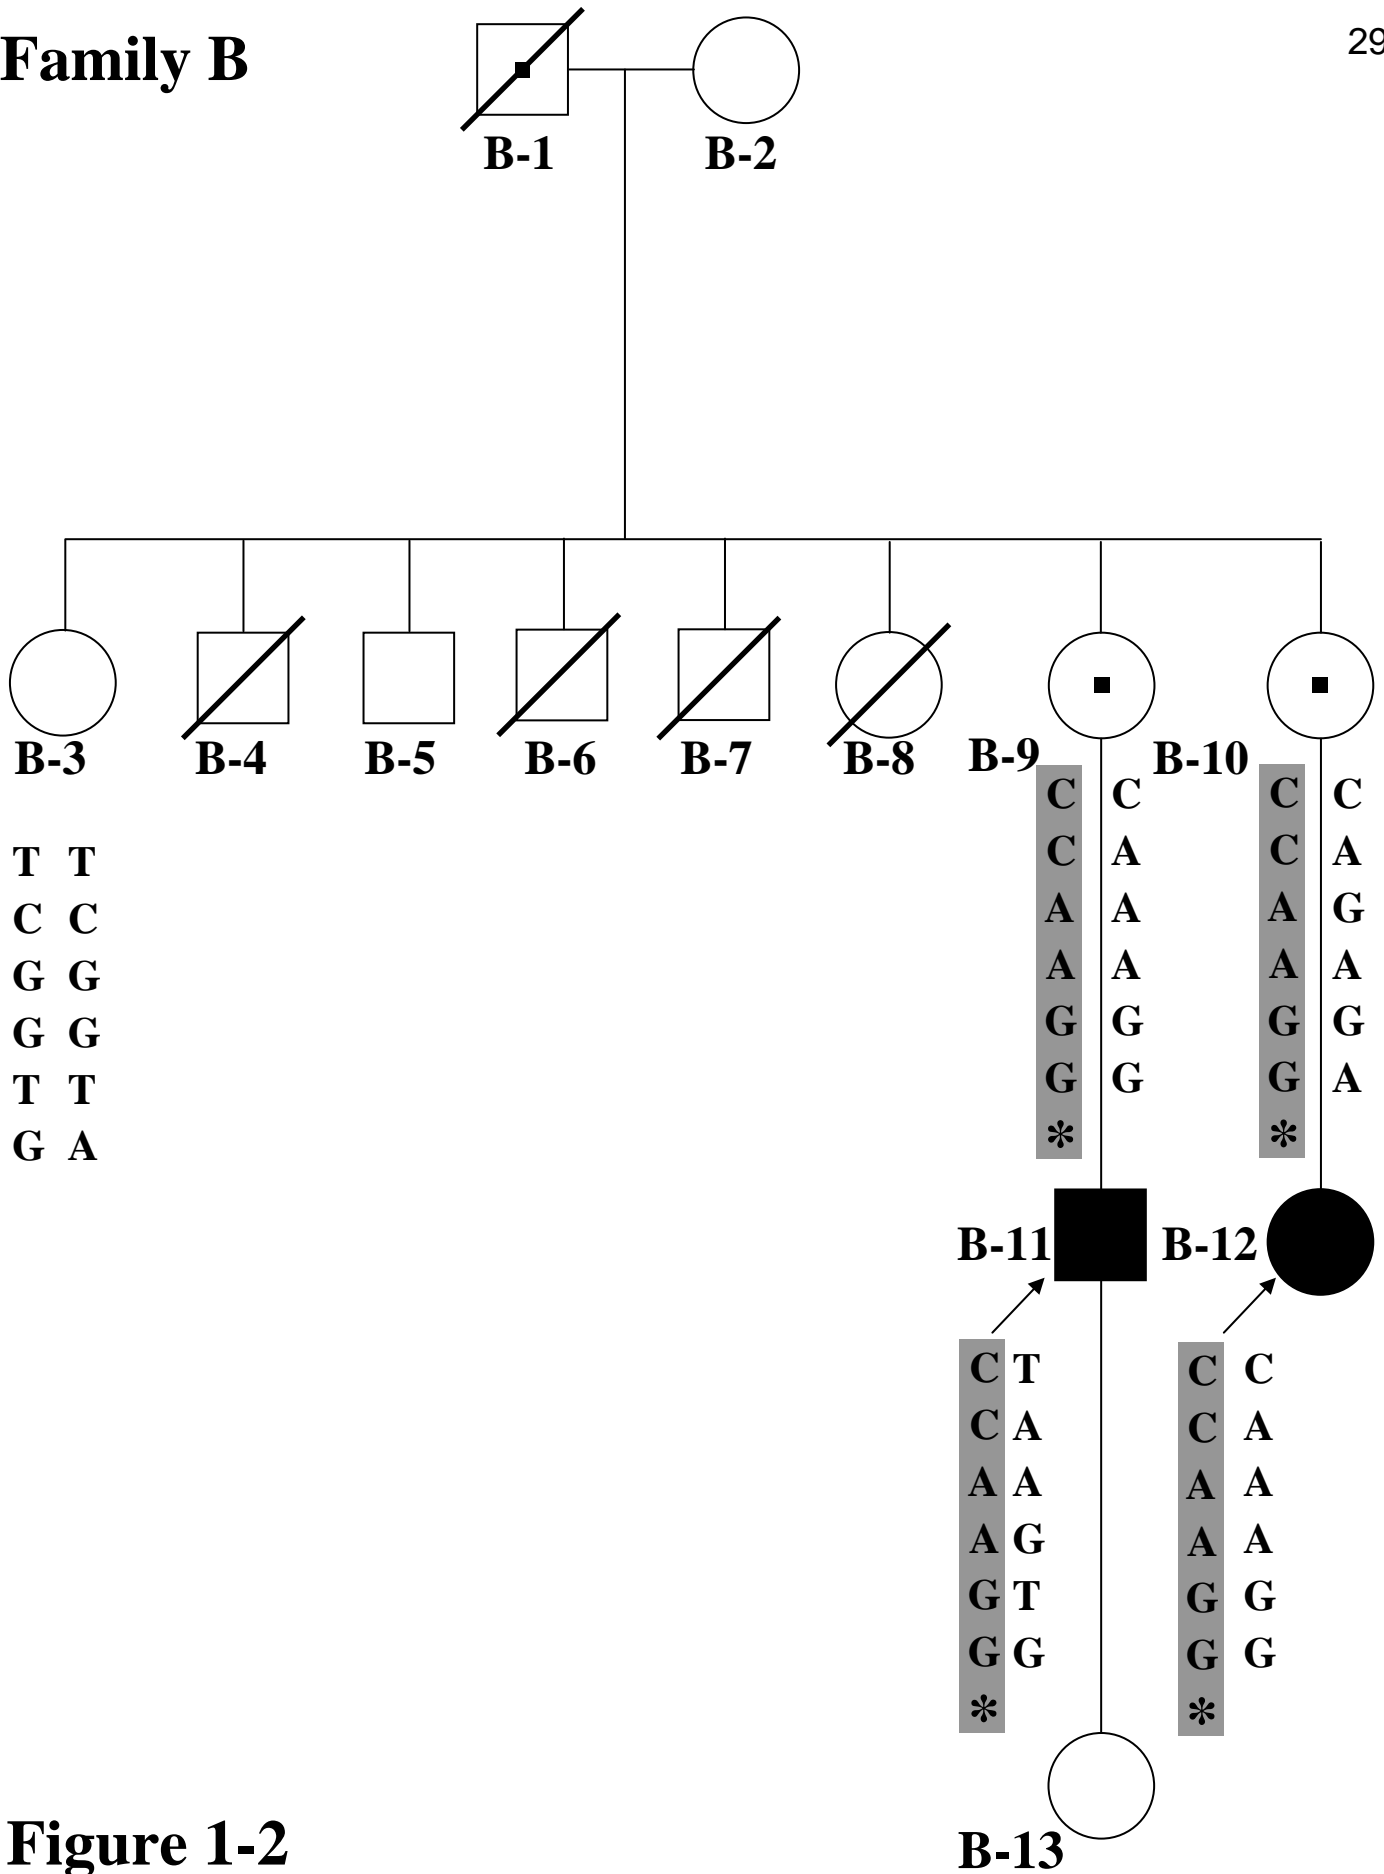 Family B
29
B-1 B-2
B-3 B-4 B-5 B-6 B-7 B-8 B-9 B-10
C C C C
C A C A
A A A G
A A A A
G G G G
G G G A
* *
T T
C C
G G
G G
T T
G A
B-11 B-12
C T C C
C A C A
A A A A
A G A A
G T G G
G G G G
* *
B-13
Figure 1-2